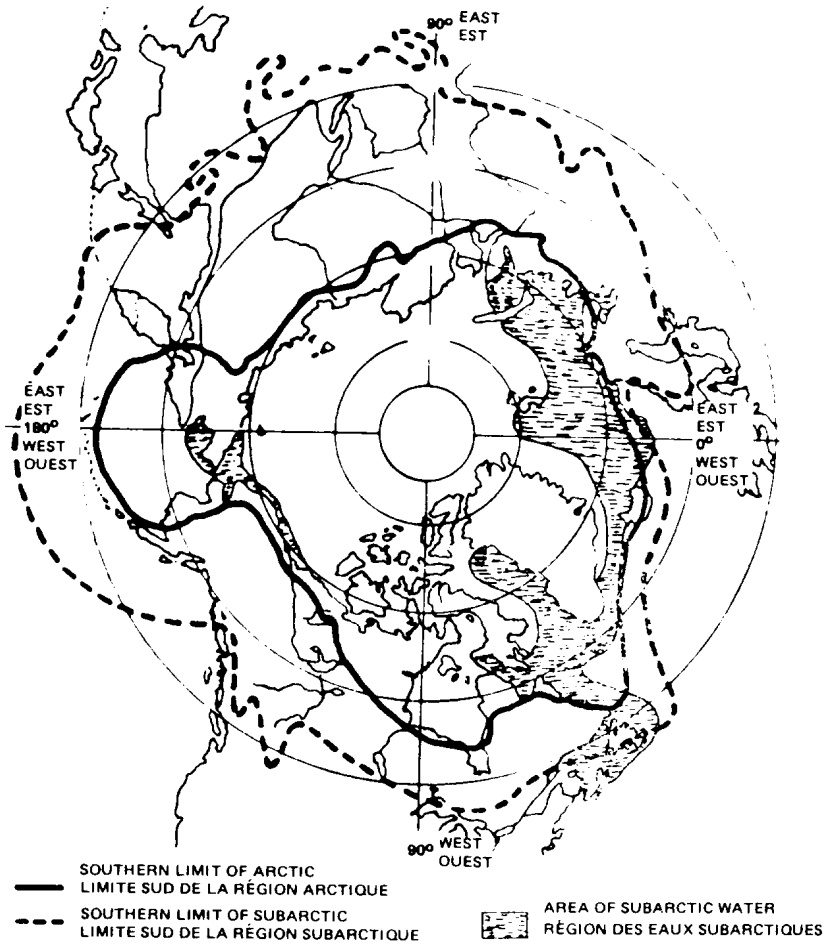 90° EAST
EST
EAST
EST
180°
WEST
OUEST
EAST
EST
0°
WEST
OUEST
90° WEST
OUEST
SOUTHERN LIMIT OF ARCTIC
LIMITE SUD DE LA RÉGION ARCTIQUE
SOUTHERN LIMIT OF SUBARCTIC
LIMITE SUD DE LA RÉGION SUBARCTIQUE
AREA OF SUBARCTIC WATER
RÉGION DES EAUX SUBARCTIQUES